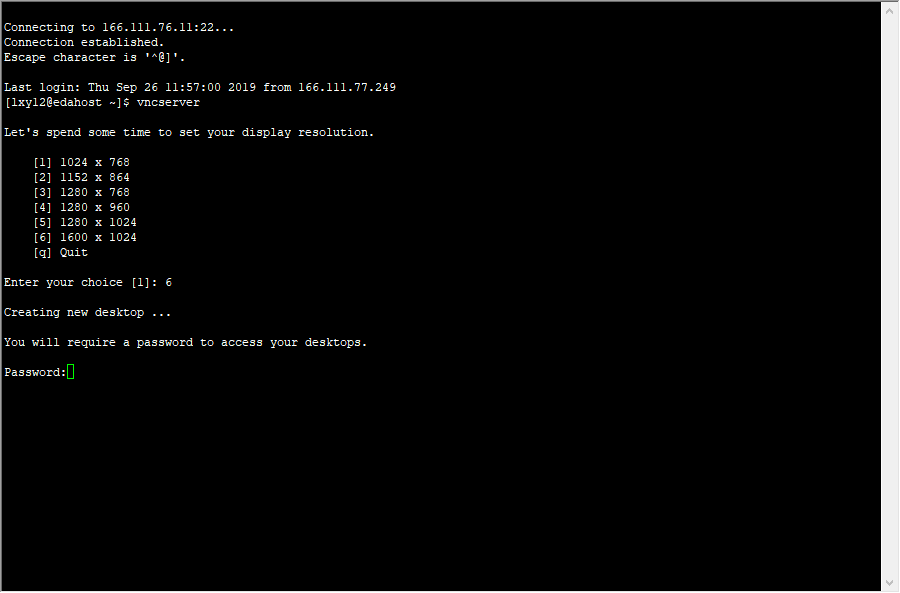 Connecting to 166.111.76.11:22...
Connection established.
Escape character is '^@]'.
Last login: Thu Sep 26 11:57:00 2019 from 166.111.77.249
[lxy12@edahost ~]$ vncserver
Let's spend some time to set your display resolution.
[1] 1024 x 768
[2] 1152 x 864
[3] 1280 x 768
[4] 1280 x 960
[5] 1280 x 1024
[6] 1600 x 1024
[q] Quit
Enter your choice [1]: 6
Creating new desktop ...
You will require a password to access your desktops.
Password: